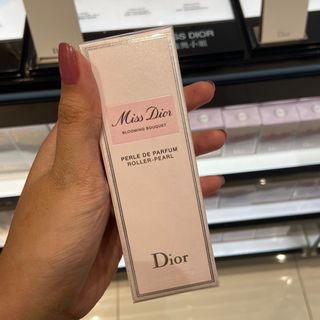 MISS DIOR
Dior
Miss Dior
BLOOMING BOUQUET
PERLE DE PARFUM
ROLLER-PEARL
Dior